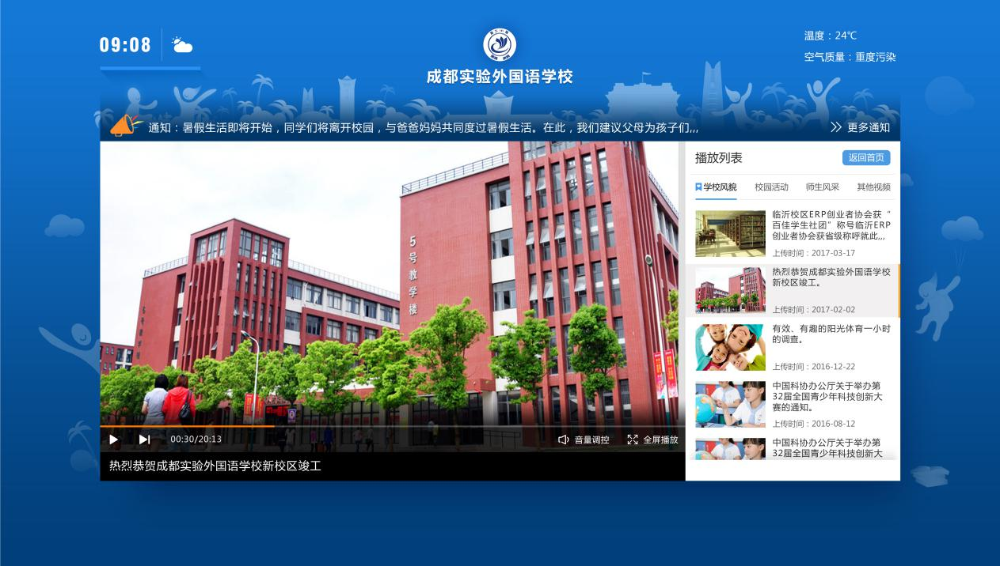 09:08
成都实验外国语学校
温度：24℃
空气质量：重度污染
通知：暑假生活即将开始，同学们将离开校园，与爸爸妈妈共同度过暑假生活。在此，我们建议父母为孩子们,,,
更多通知
5号教学楼
00:30/20:13
音量调控
全屏播放
热烈恭贺成都实验外国语学校新校区竣工
播放列表
返回首页
学校风貌 校园活动 师生风采 其他视频
临沂校区ERP创业者协会获“
百佳学生社团”称号临沂ERP
创业者协会获省级称呼就此,,,
上传时间：2017-03-17
热烈恭贺成都实验外国语学校
新校区竣工。
上传时间：2017-02-02
有效、有趣的阳光体育一小时
的调查。
上传时间：2016-12-22
中国科协办公厅关于举办第
32届全国青少年科技创新大
赛的通知。
上传时间：2016-08-12
中国科协办公厅关于举办第
32届全国青少年科技创新大